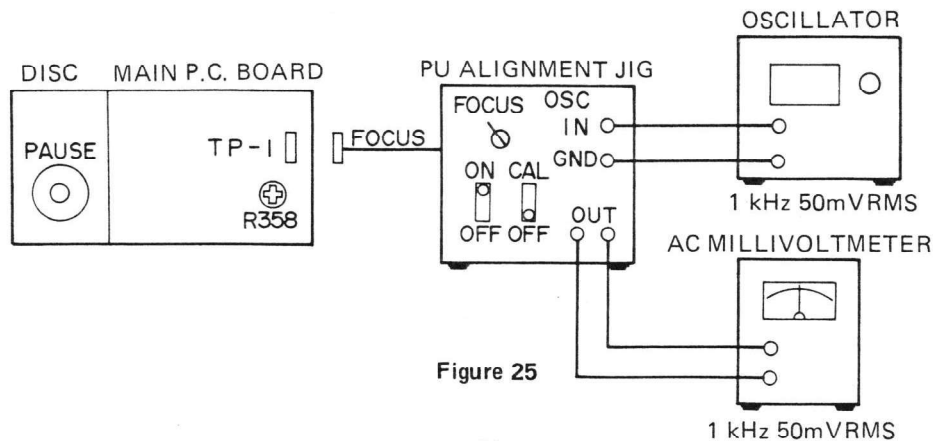 OSCILLATOR
DISC MAIN P.C. BOARD
PU ALIGNMENT JIG
FOCUS OSC
IN
GND
PAUSE
TP-1
FOCUS
ON CAL
OFF OFF
R358
OUT
1 kHz 50mVRMS
AC MILLIVOLTMETER
Figure 25
1 kHz 50mVRMS